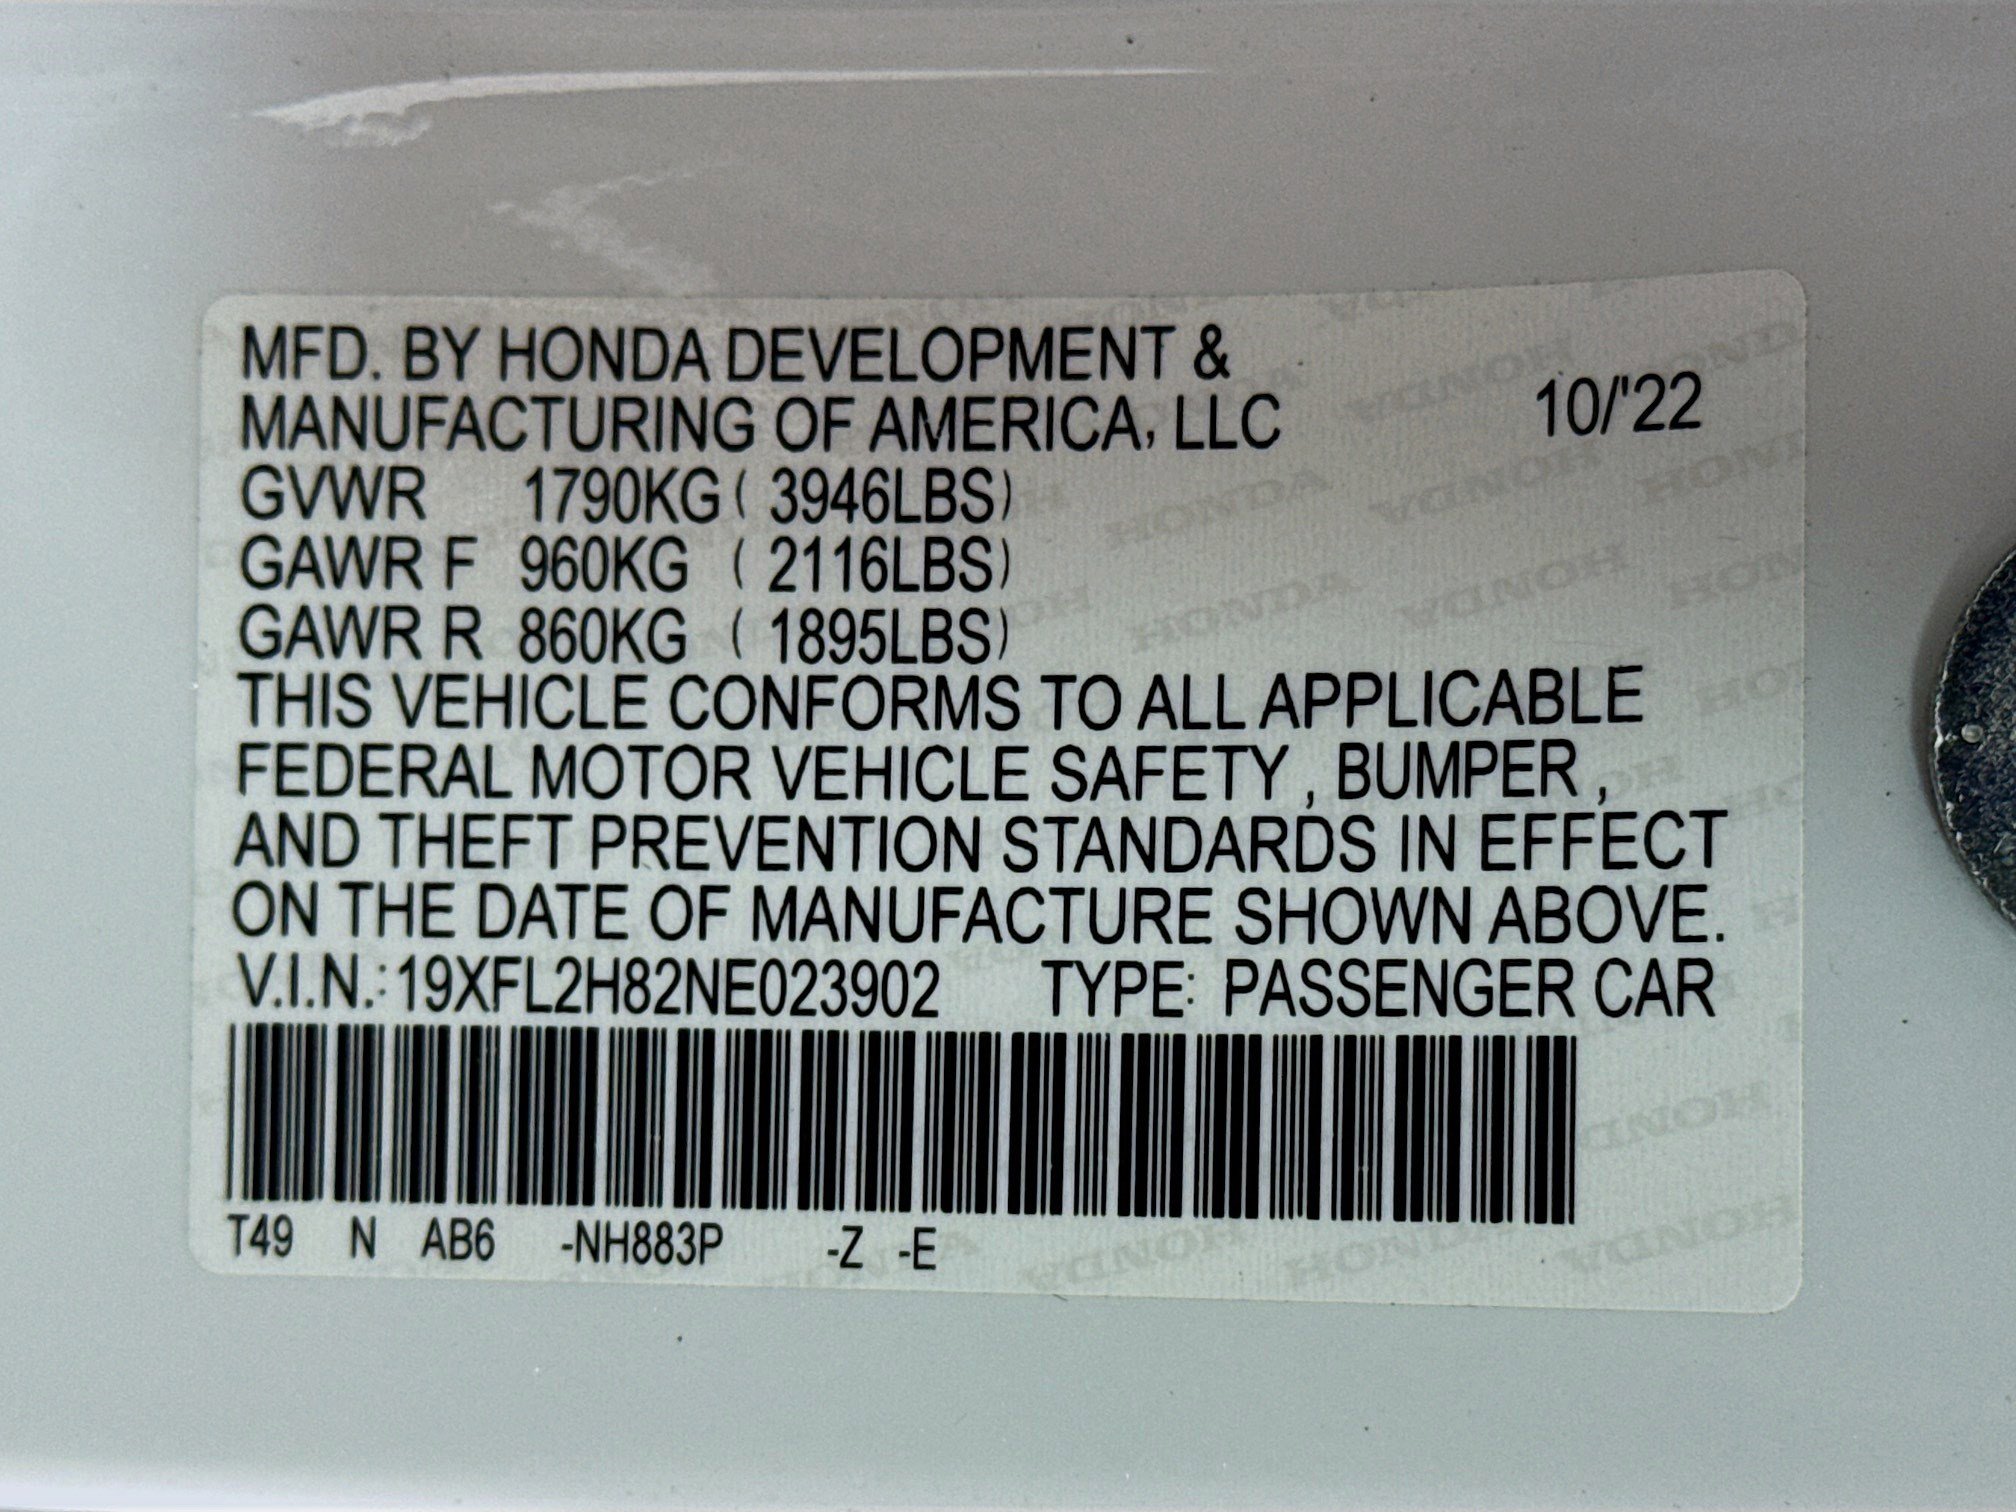 MFD. BY HONDA DEVELOPMENT &
MANUFACTURING OF AMERICA, LLC
10/'22
GVWR 1790KG ( 3946LBS)
GAWR F 960KG ( 2116LBS)
GAWR R 860KG ( 1895LBS)
THIS VEHICLE CONFORMS TO ALL APPLICABLE
FEDERAL MOTOR VEHICLE SAFETY , BUMPER ,
AND THEFT PREVENTION STANDARDS IN EFFECT
ON THE DATE OF MANUFACTURE SHOWN ABOVE.
V.I.N.: 19XFL2H82NE023902 TYPE: PASSENGER CAR
T49 N AB6 -NH883P -Z -E